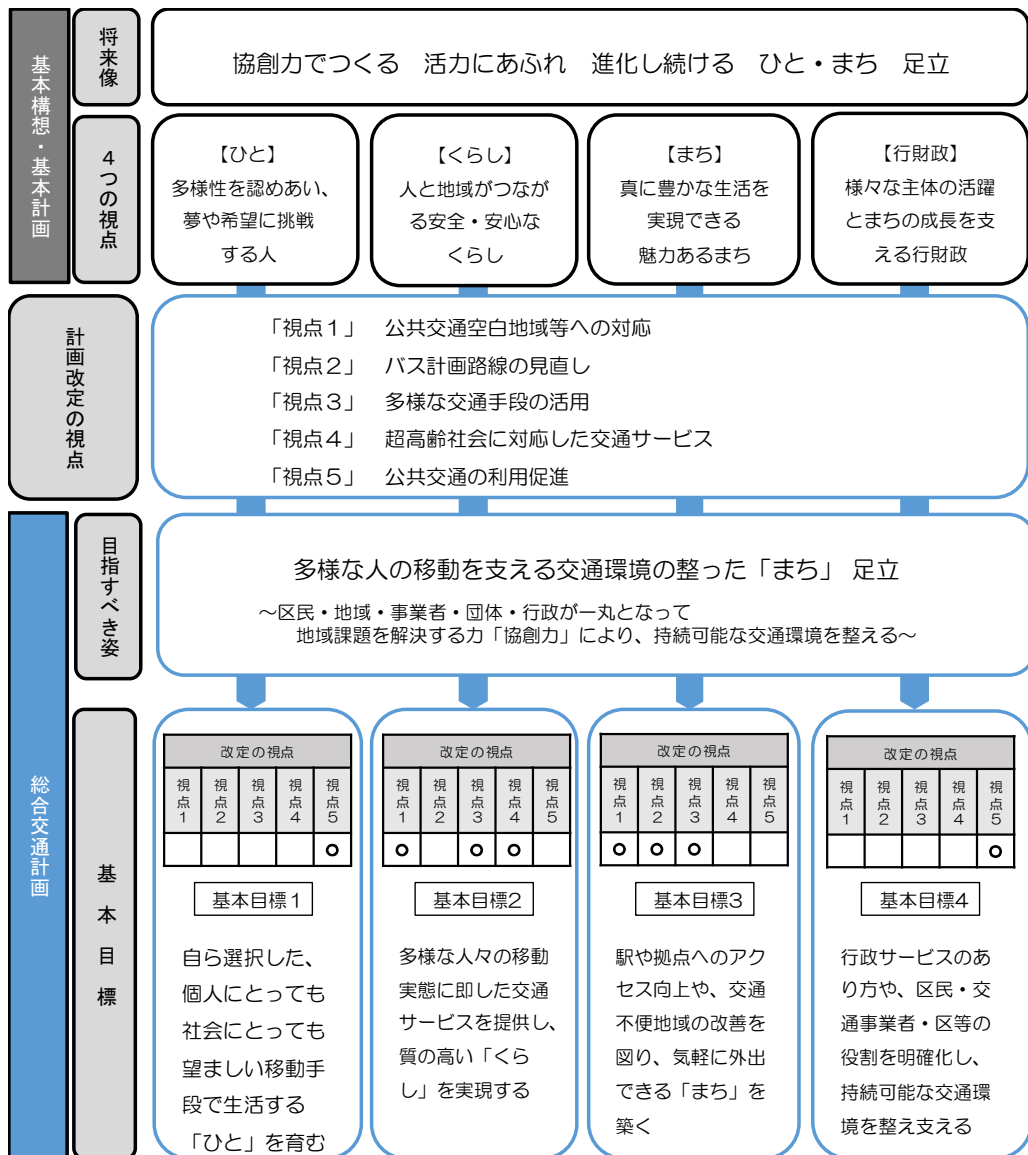 基本構想・基本計画
将来像
協創力でつくる　活力にあふれ　進化し続ける　ひと・まち　足立
4つの視点
【ひと】
多様性を認めあい、
夢や希望に挑戦
する人
【くらし】
人と地域がつなが
る安全・安心な
くらし
【まち】
真に豊かな生活を
実現できる
魅力あるまち
【行財政】
様々な主体の活躍
とまちの成長を支
える行財政
計画改定の視点
「視点1」　公共交通空白地域等への対応
「視点2」　バス計画路線の見直し
「視点3」　多様な交通手段の活用
「視点4」　超高齢社会に対応した交通サービス
「視点5」　公共交通の利用促進
総合交通計画
目指すべき姿
多様な人の移動を支える交通環境の整った「まち」 足立
～区民・地域・事業者・団体・行政が一丸となって
地域課題を解決する力「協創力」により、持続可能な交通環境を整える～
基本目標
改定の視点
視点1 視点2 視点3 視点4 視点5
○
基本目標1
自ら選択した、
個人にとっても
社会にとっても
望ましい移動手
段で生活する
「ひと」を育む
改定の視点
視点1 視点2 視点3 視点4 視点5
○ ○ ○
基本目標2
多様な人々の移動
実態に即した交通
サービスを提供し、
質の高い「くら
し」を実現する
改定の視点
視点1 視点2 視点3 視点4 視点5
○ ○ ○
基本目標3
駅や拠点へのアク
セス向上や、交通
不便地域の改善を
図り、気軽に外出
できる「まち」を
築く
改定の視点
視点1 視点2 視点3 視点4 視点5
○
基本目標4
行政サービスのあ
り方や、区民・交
通事業者・区等の
役割を明確化し、
持続可能な交通環
境を整え支える